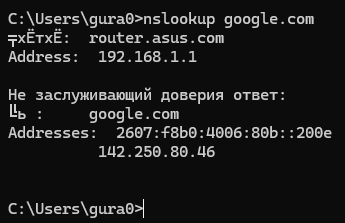 C:\Users\gura0>nslookup google.com
╤хЁтхЁ:  router.asus.com
Address:  192.168.1.1
Не заслуживающий доверия ответ:
╚ь :     google.com
Addresses:  2607:f8b0:4006:80b::200e
142.250.80.46
C:\Users\gura0>